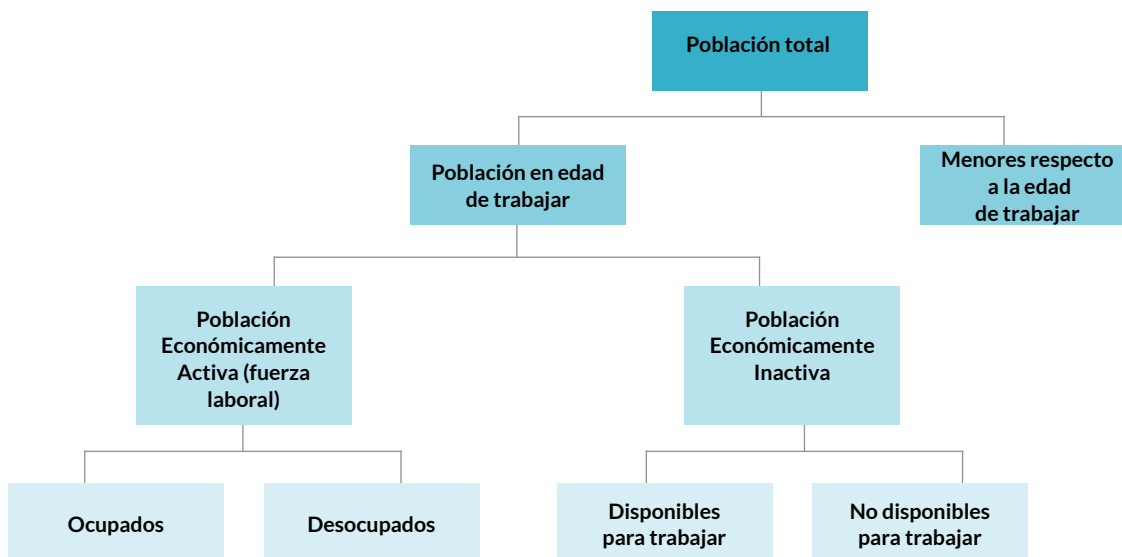 Población total
Población en edad
de trabajar
Menores respecto
a la edad
de trabajar
Población
Económicamente
Activa (fuerza
laboral)
Población
Económicamente
Inactiva
Ocupados
Desocupados
Disponibles
para trabajar
No disponibles
para trabajar